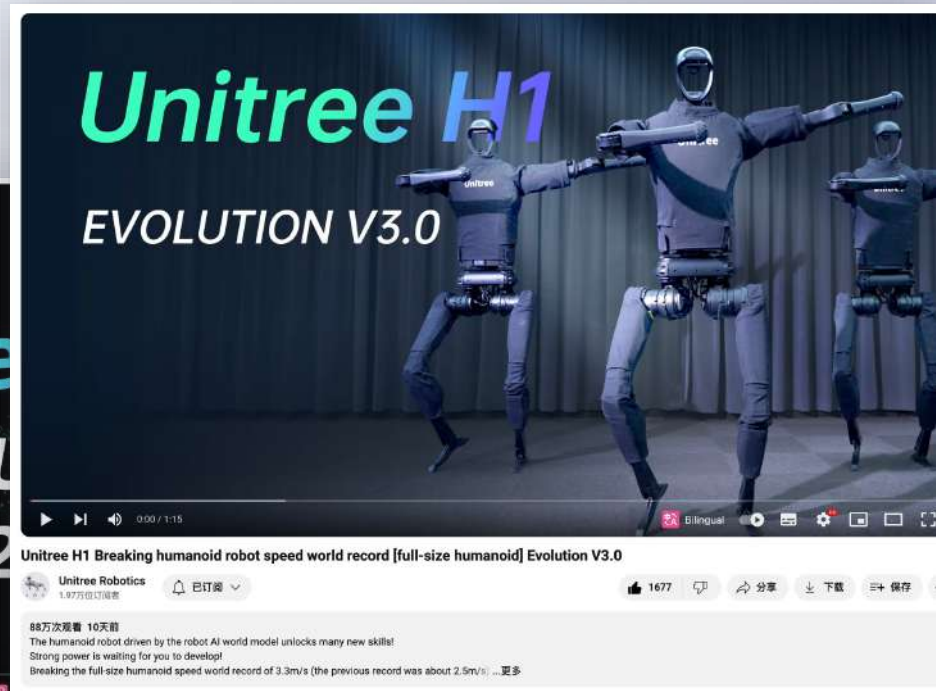 Unitree H1
EVOLUTION V3.0
Unitree
0:00 / 1:15
Bilingual
Unitree H1 Breaking humanoid robot speed world record [full-size humanoid] Evolution V3.0
Unitree Robotics
1.97万位订阅者
已订阅
1677
分享
下载
保存
88万次观看 10天前
The humanoid robot driven by the robot AI world model unlocks many new skills!
Strong power is waiting for you to develop!
Breaking the full-size humanoid speed world record of 3.3m/s (the previous record was about 2.5m/s) ...更多